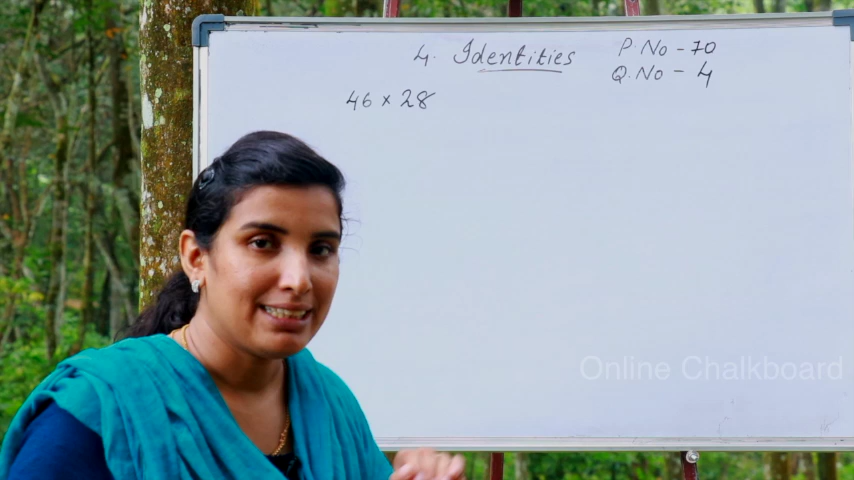 4. Identities P.No - 70
Q.No - 4
46 × 28
Online Chalkboard